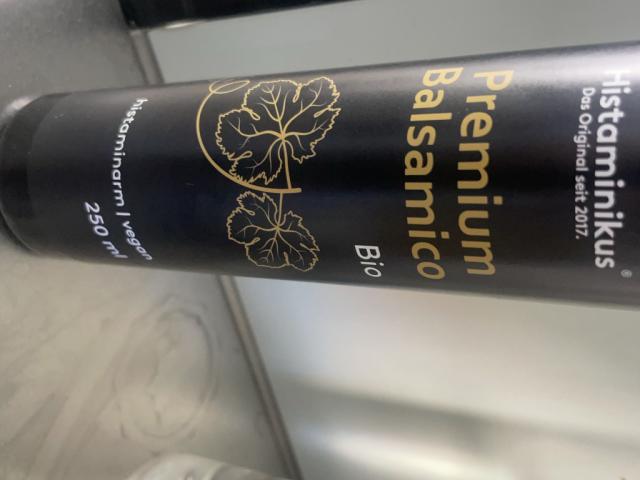 Histaminikus®
Das Original seit 2017.
Premium
Balsamico
Bio
histaminarm | vegan
250 ml